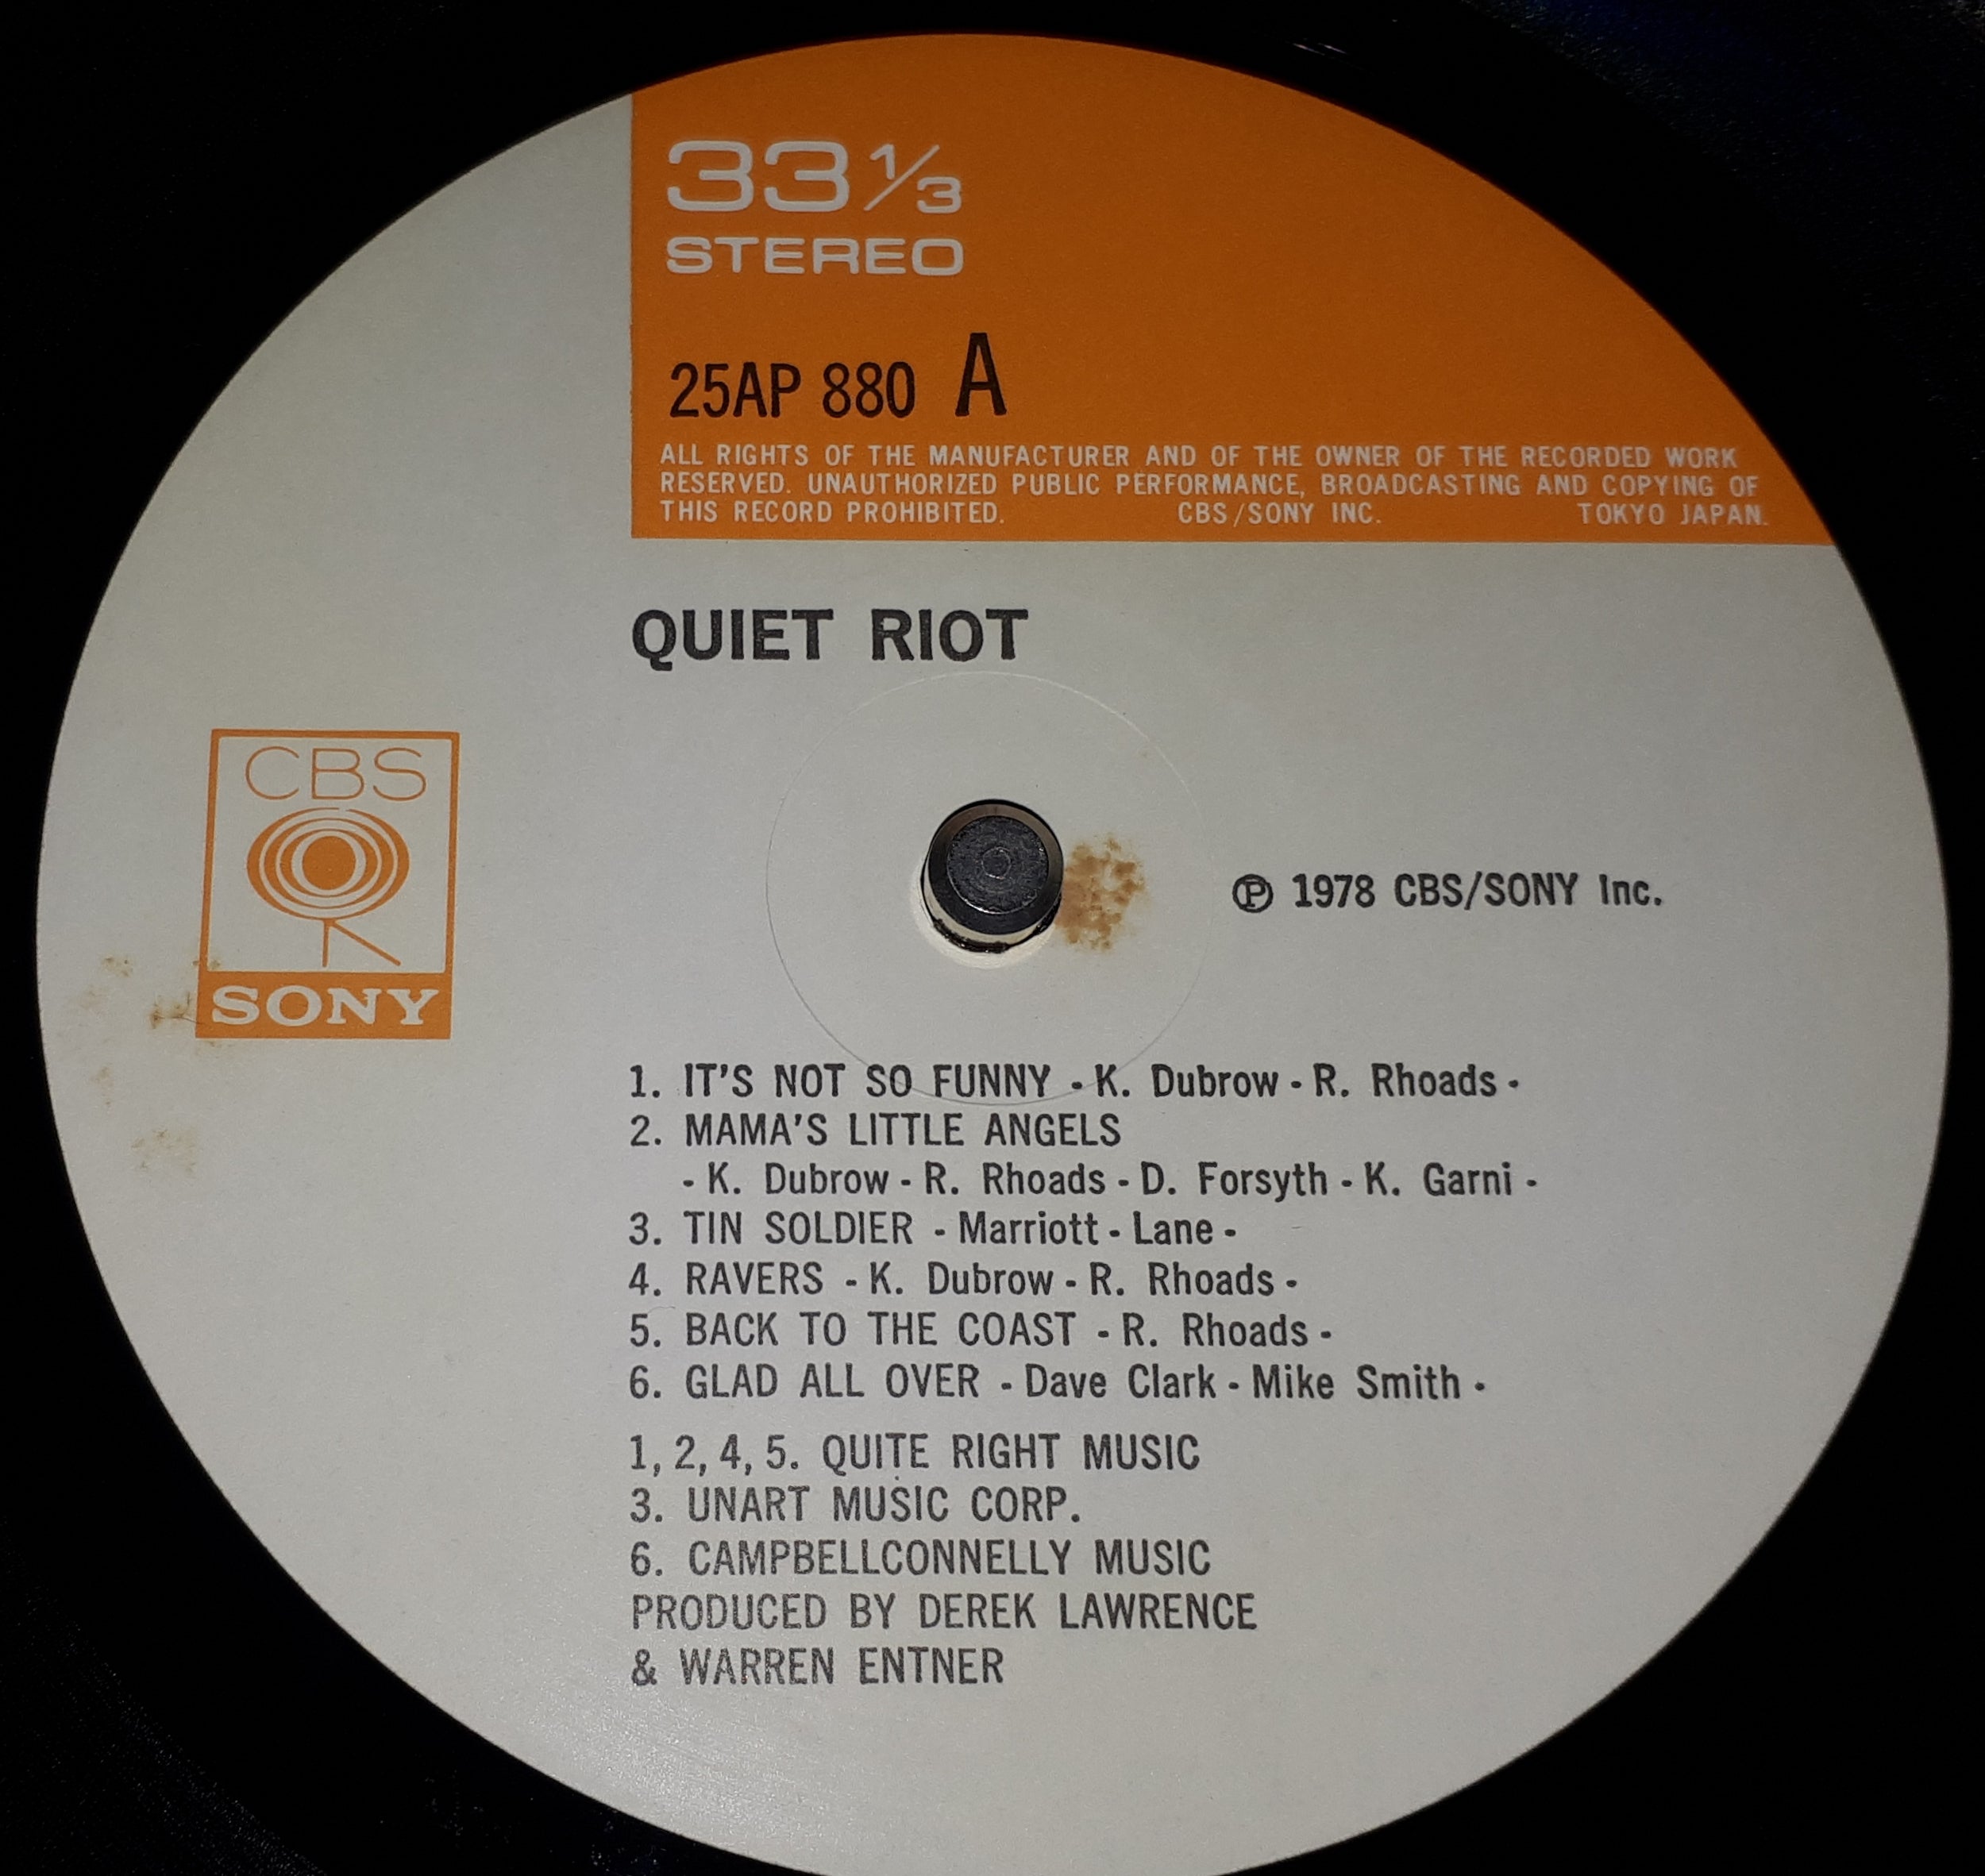 33 1/3
STEREO
25AP 880 A
ALL RIGHTS OF THE MANUFACTURER AND OF THE OWNER OF THE RECORDED WORK
RESERVED. UNAUTHORIZED PUBLIC PERFORMANCE, BROADCASTING AND COPYING OF
THIS RECORD PROHIBITED. CBS/SONY INC. TOKYO JAPAN.
QUIET RIOT
CBS
SONY
℗ 1978 CBS/SONY Inc.
1. IT'S NOT SO FUNNY - K. Dubrow - R. Rhoads -
2. MAMA'S LITTLE ANGELS
- K. Dubrow - R. Rhoads - D. Forsyth - K. Garni -
3. TIN SOLDIER - Marriott - Lane -
4. RAVERS - K. Dubrow - R. Rhoads -
5. BACK TO THE COAST - R. Rhoads -
6. GLAD ALL OVER - Dave Clark - Mike Smith -
1, 2, 4, 5. QUITE RIGHT MUSIC
3. UNART MUSIC CORP.
6. CAMPBELLCONNELLY MUSIC
PRODUCED BY DEREK LAWRENCE
& WARREN ENTNER